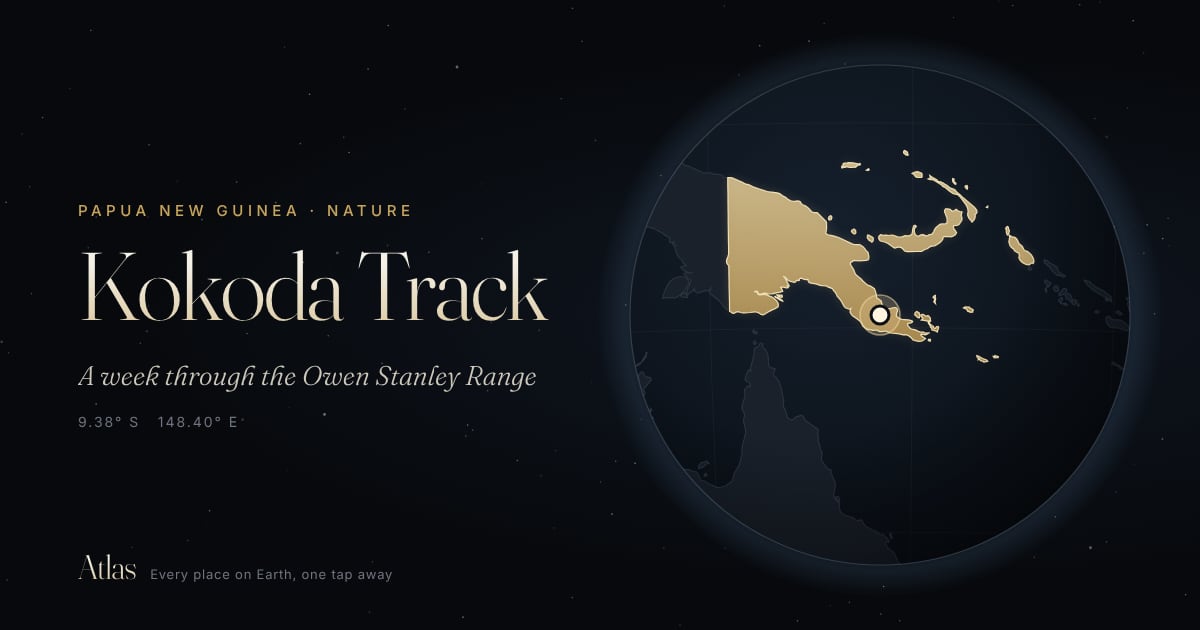 PAPUA NEW GUINEA · NATURE
Kokoda Track
A week through the Owen Stanley Range
9.38° S 148.40° E
Atlas Every place on Earth, one tap away